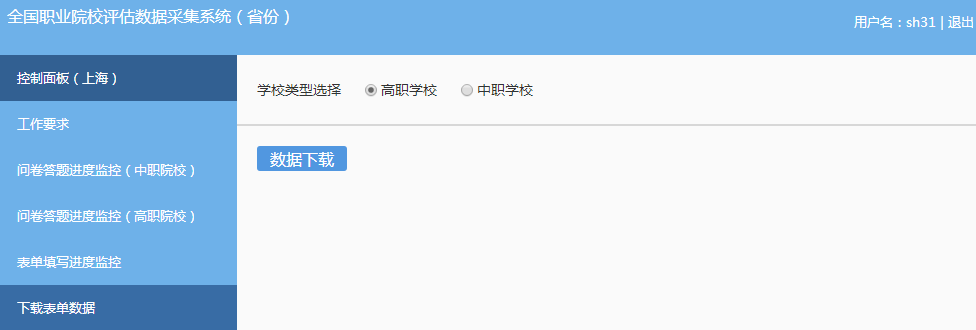 全国职业院校评估数据采集系统（省份）
用户名：sh31 | 退出
控制面板（上海）
工作要求
问卷答题进度监控（中职院校）
问卷答题进度监控（高职院校）
表单填写进度监控
下载表单数据
学校类型选择 高职学校 中职学校
数据下载